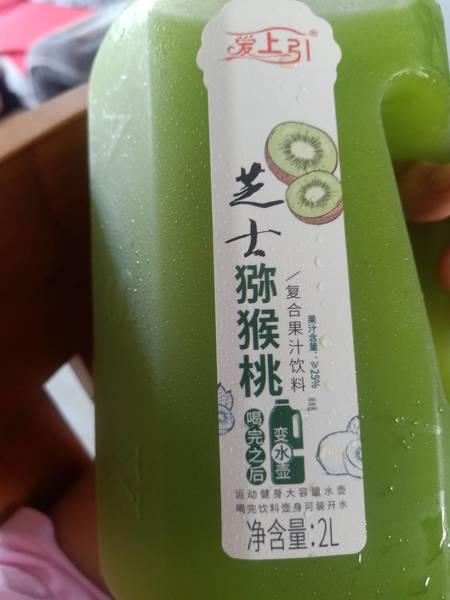 爱上引®
芝士
猕猴桃
复合果汁饮料
果汁含量:≥25%
喝完之后
变水壶
运动健身大容量水壶
喝完饮料壶身可装开水
净含量:2L